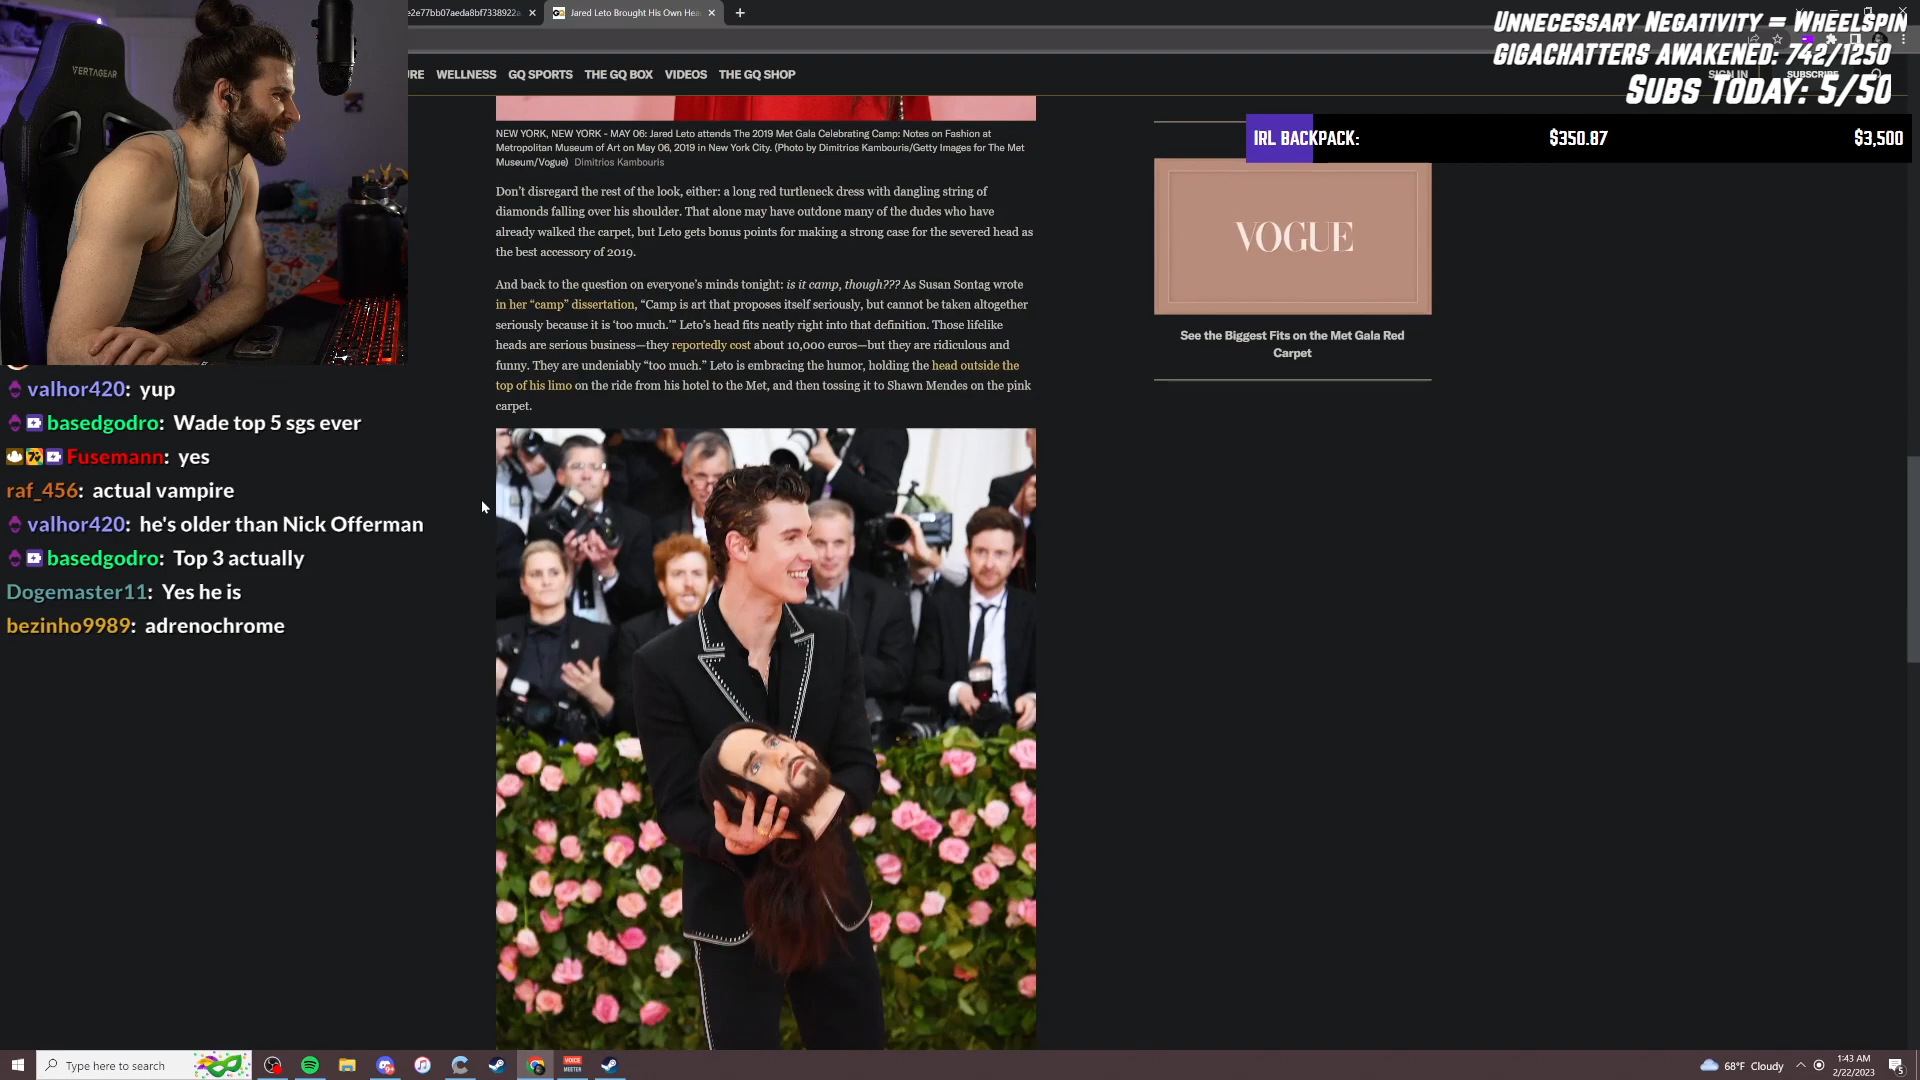 e2e77bb07aeda8bf7338922a
Jared Leto Brought His Own Hea
UNNECESSARY NEGATIVITY = WHEELSPIN
GIGACHATTERS AWAKENED: 742/1250
SIGN IN
SUBSCRIBE
SUBS TODAY: 5/50
VERTAGEAR
URE WELLNESS GQ SPORTS THE GQ BOX VIDEOS THE GQ SHOP
IRL BACKPACK: $350.87 $3,500
NEW YORK, NEW YORK - MAY 06: Jared Leto attends The 2019 Met Gala Celebrating Camp: Notes on Fashion at
Metropolitan Museum of Art on May 06, 2019 in New York City. (Photo by Dimitrios Kambouris/Getty Images for The Met
Museum/Vogue) Dimitrios Kambouris
Don't disregard the rest of the look, either: a long red turtleneck dress with dangling string of
diamonds falling over his shoulder. That alone may have outdone many of the dudes who have
already walked the carpet, but Leto gets bonus points for making a strong case for the severed head as
the best accessory of 2019.
And back to the question on everyone's minds tonight: is it camp, though??? As Susan Sontag wrote
in her “camp” dissertation, “Camp is art that proposes itself seriously, but cannot be taken altogether
seriously because it is ‘too much.’” Leto's head fits neatly right into that definition. Those lifelike
heads are serious business—they reportedly cost about 10,000 euros—but they are ridiculous and
funny. They are undeniably “too much.” Leto is embracing the humor, holding the head outside the
top of his limo on the ride from his hotel to the Met, and then tossing it to Shawn Mendes on the pink
carpet.
VOGUE
See the Biggest Fits on the Met Gala Red
Carpet
valhor420: yup
basedgodro: Wade top 5 sgs ever
Fusemann: yes
raf_456: actual vampire
valhor420: he's older than Nick Offerman
basedgodro: Top 3 actually
Dogemaster11: Yes he is
bezinho9989: adrenochrome
Type here to search
VOICE
MEETER
68°F Cloudy
1:43 AM
2/22/2023
5